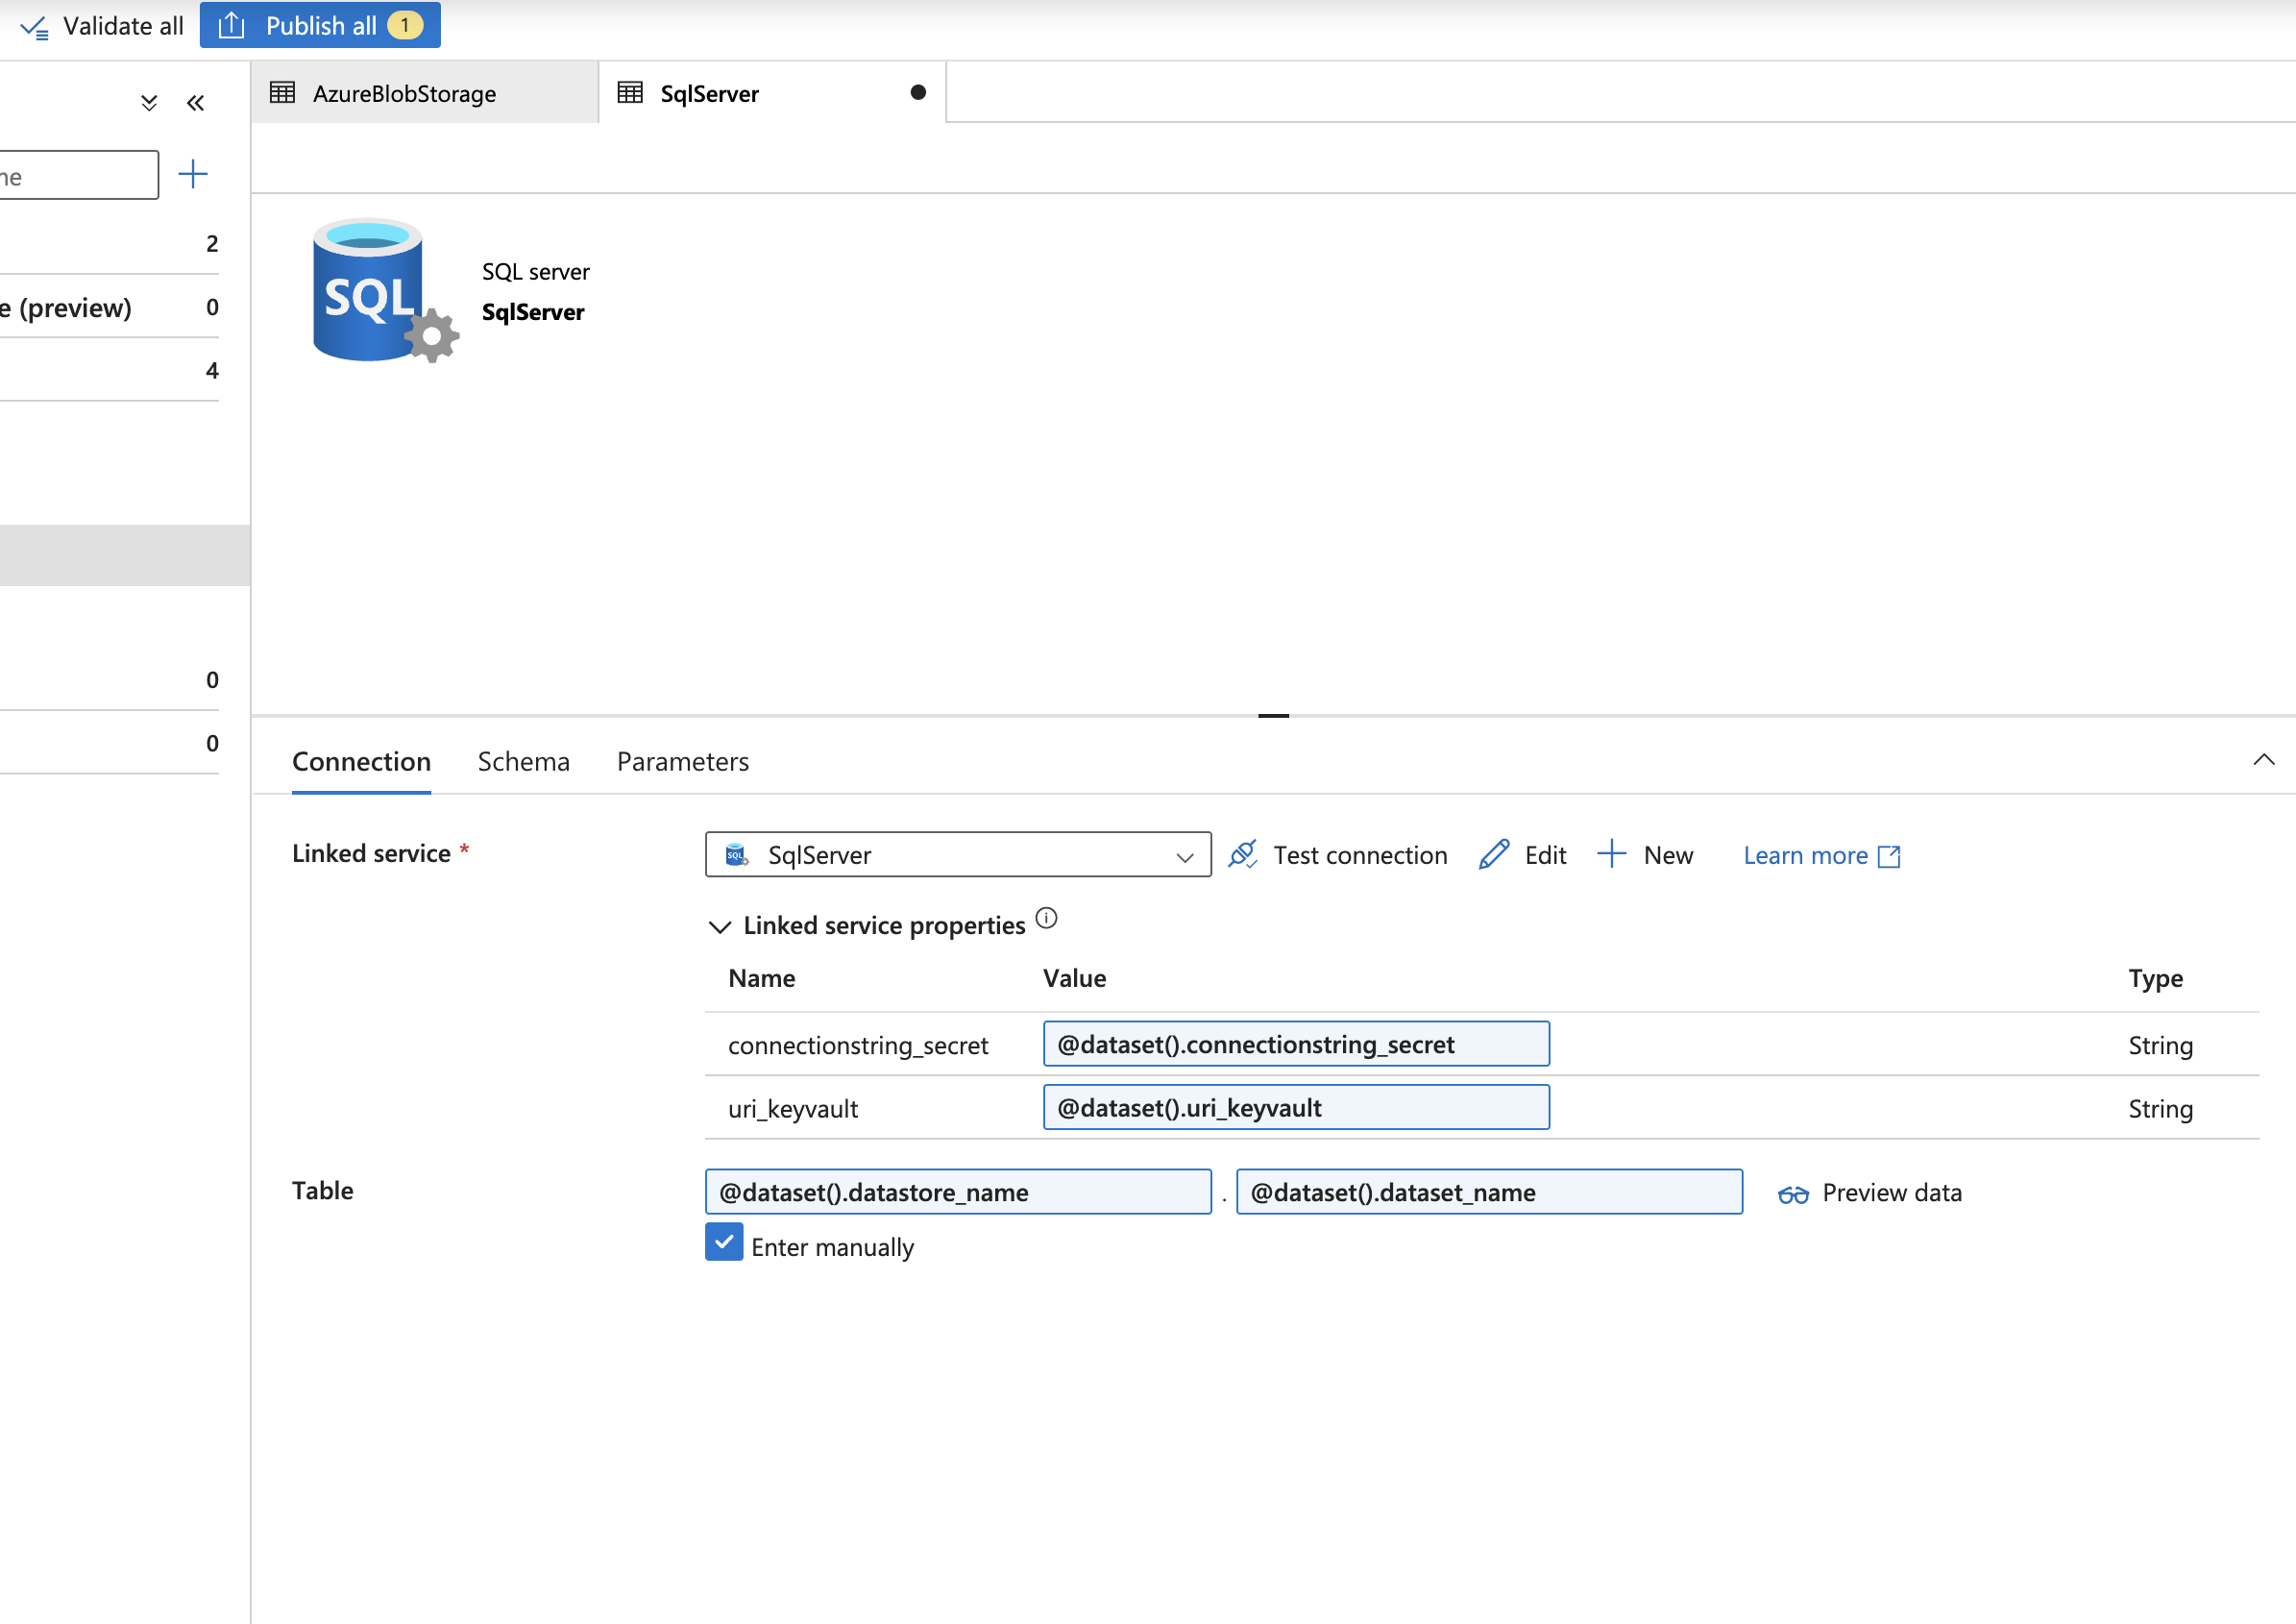 Validate all
Publish all 1
AzureBlobStorage
SqlServer
ne
2
e (preview) 0
4
0
0
SQL
SQL server
SqlServer
Connection Schema Parameters
Linked service * SQL SqlServer Test connection Edit New Learn more
Linked service properties
Name Value Type
connectionstring_secret @dataset().connectionstring_secret String
uri_keyvault @dataset().uri_keyvault String
Table @dataset().datastore_name . @dataset().dataset_name Preview data
Enter manually